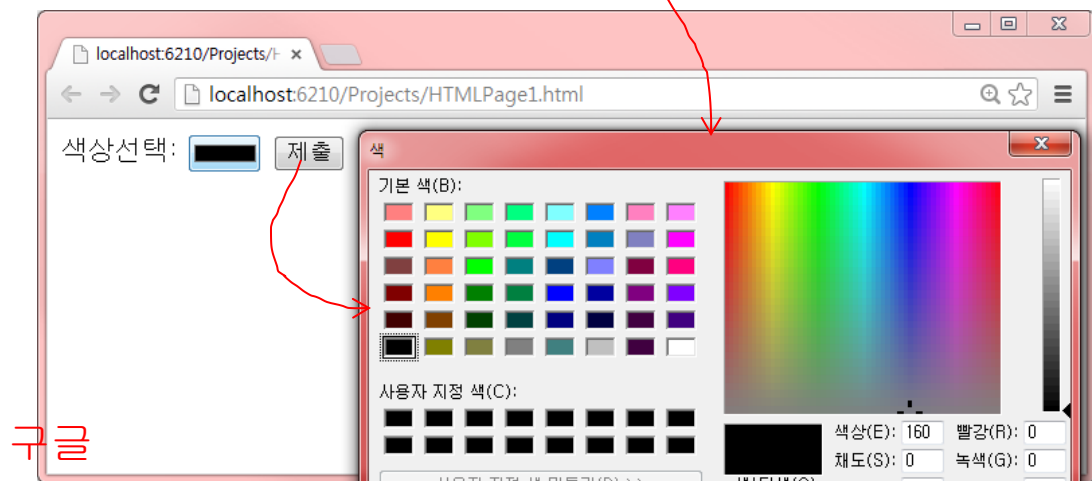 localhost:6210/Projects/H
localhost:6210/Projects/HTMLPage1.html
색상선택: 제출
색
기본 색(B):
사용자 지정 색(C):
구글
색상(E): 160 빨강(R): 0
채도(S): 0 녹색(G): 0